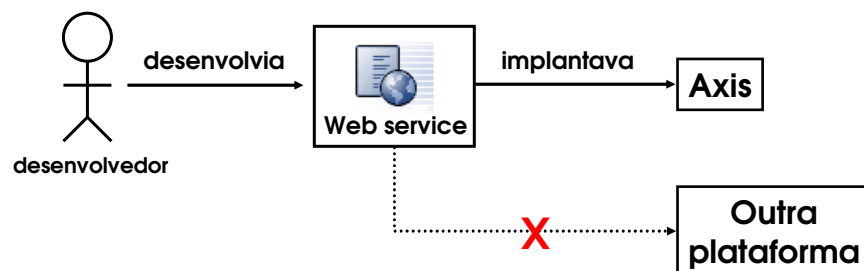 desenvolvia
implantava
Axis
Web service
desenvolvedor
X
Outra
plataforma